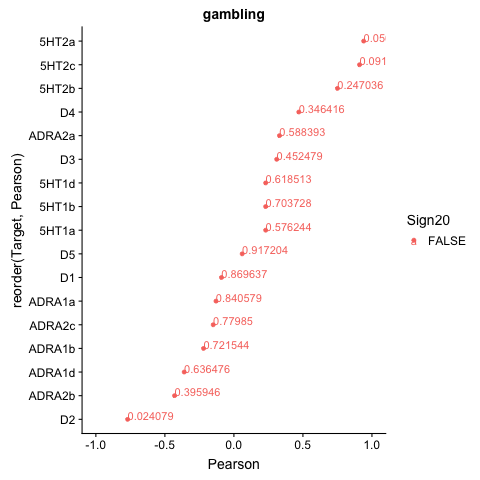 gambling
reorder(Target, Pearson)
5HT2a 0.05
5HT2c 0.091
5HT2b 0.247036
D4 0.346416
ADRA2a 0.588393
D3 0.452479
5HT1d 0.618513
5HT1b 0.703728
5HT1a 0.576244
D5 0.917204
D1 0.869637
ADRA1a 0.840579
ADRA2c 0.77985
ADRA1b 0.721544
ADRA1d 0.636476
ADRA2b 0.395946
D2 0.024079
-1.0 -0.5 0.0 0.5 1.0
Pearson
Sign20
a FALSE